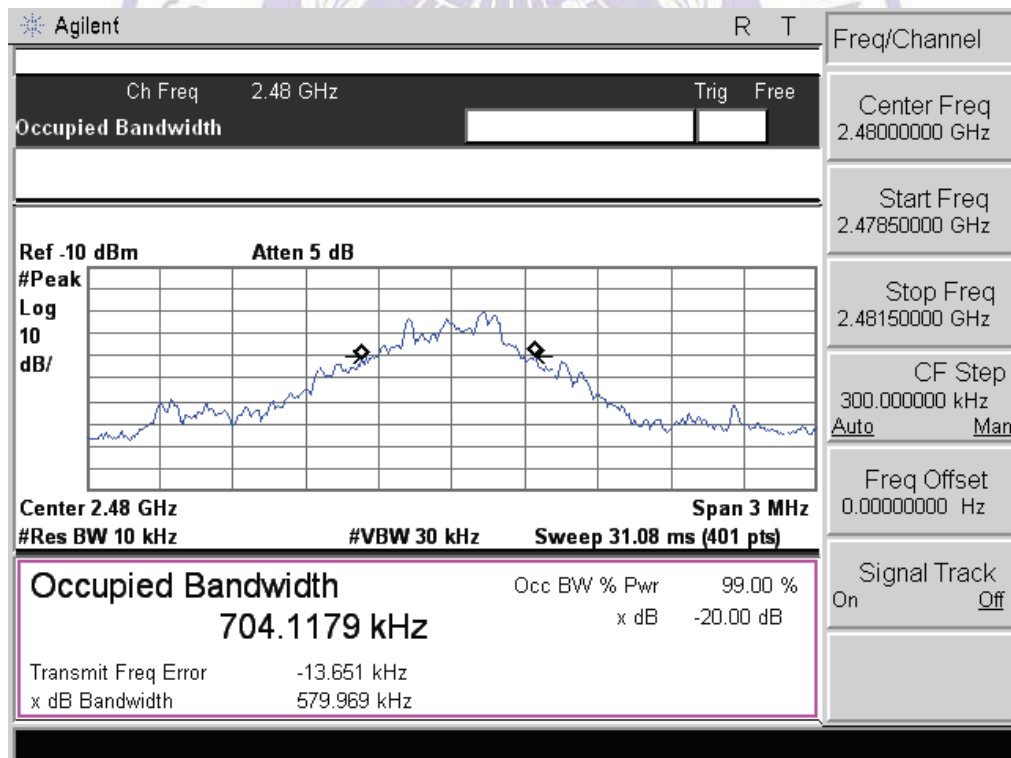 Agilent
R T
Ch Freq 2.48 GHz Trig Free
Occupied Bandwidth
Ref -10 dBm Atten 5 dB
#Peak
Log
10
dB/
Center 2.48 GHz Span 3 MHz
#Res BW 10 kHz #VBW 30 kHz Sweep 31.08 ms (401 pts)
Occupied Bandwidth
704.1179 kHz
Occ BW % Pwr 99.00 %
x dB -20.00 dB
Transmit Freq Error -13.651 kHz
x dB Bandwidth 579.969 kHz
Freq/Channel
Center Freq
2.48000000 GHz
Start Freq
2.47850000 GHz
Stop Freq
2.48150000 GHz
CF Step
300.000000 kHz
Auto Man
Freq Offset
0.00000000 Hz
Signal Track
On Off